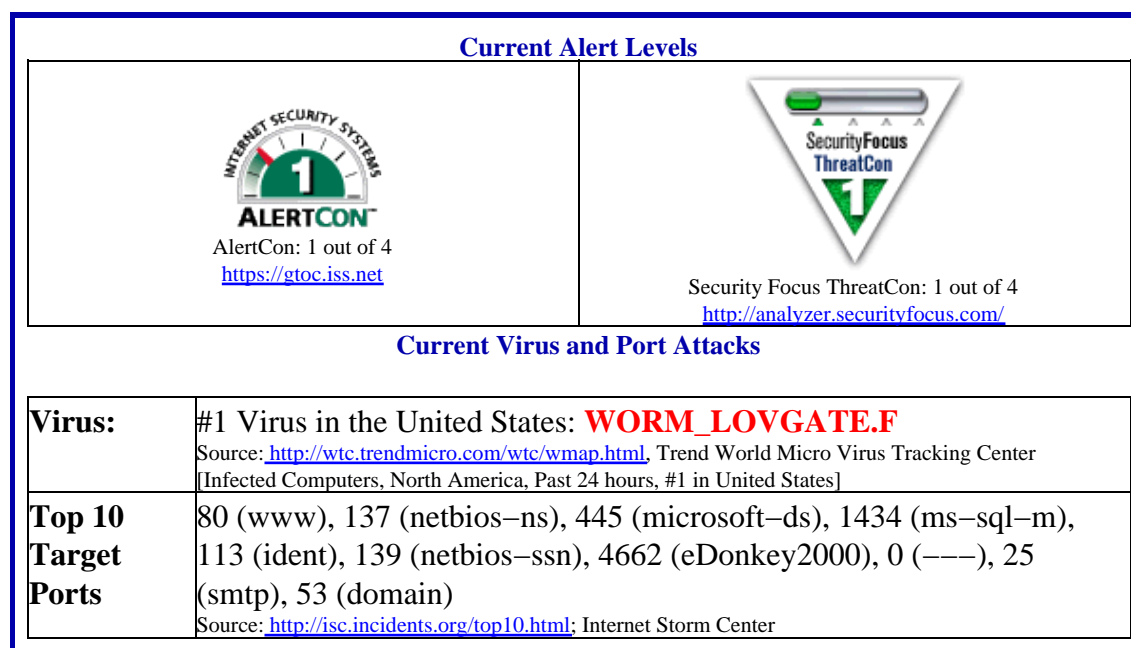 Current Alert Levels
INTERNET SECURITY SYSTEMS
1
ALERTCON™
AlertCon: 1 out of 4
https://gtoc.iss.net
SecurityFocus
ThreatCon
1
Security Focus ThreatCon: 1 out of 4
http://analyzer.securityfocus.com/
Current Virus and Port Attacks
Virus:
#1 Virus in the United States: WORM_LOVGATE.F
Source: http://wtc.trendmicro.com/wtc/wmap.html, Trend World Micro Virus Tracking Center
[Infected Computers, North America, Past 24 hours, #1 in United States]
Top 10
Target
Ports
80 (www), 137 (netbios−ns), 445 (microsoft−ds), 1434 (ms−sql−m),
113 (ident), 139 (netbios−ssn), 4662 (eDonkey2000), 0 (−−−), 25
(smtp), 53 (domain)
Source: http://isc.incidents.org/top10.html; Internet Storm Center